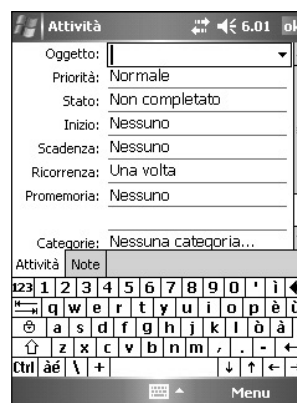 Attività 6.01 ok
Oggetto:
Priorità: Normale
Stato: Non completato
Inizio: Nessuno
Scadenza: Nessuno
Ricorrenza: Una volta
Promemoria: Nessuno
Categorie: Nessuna categoria...
Attività Note
123 1 2 3 4 5 6 7 8 9 0 ' ì
q w e r t y u i o p è ù
a s d f g h j k l ò à
z x c v b n m , . -
Ctrl àé \ +
Menu